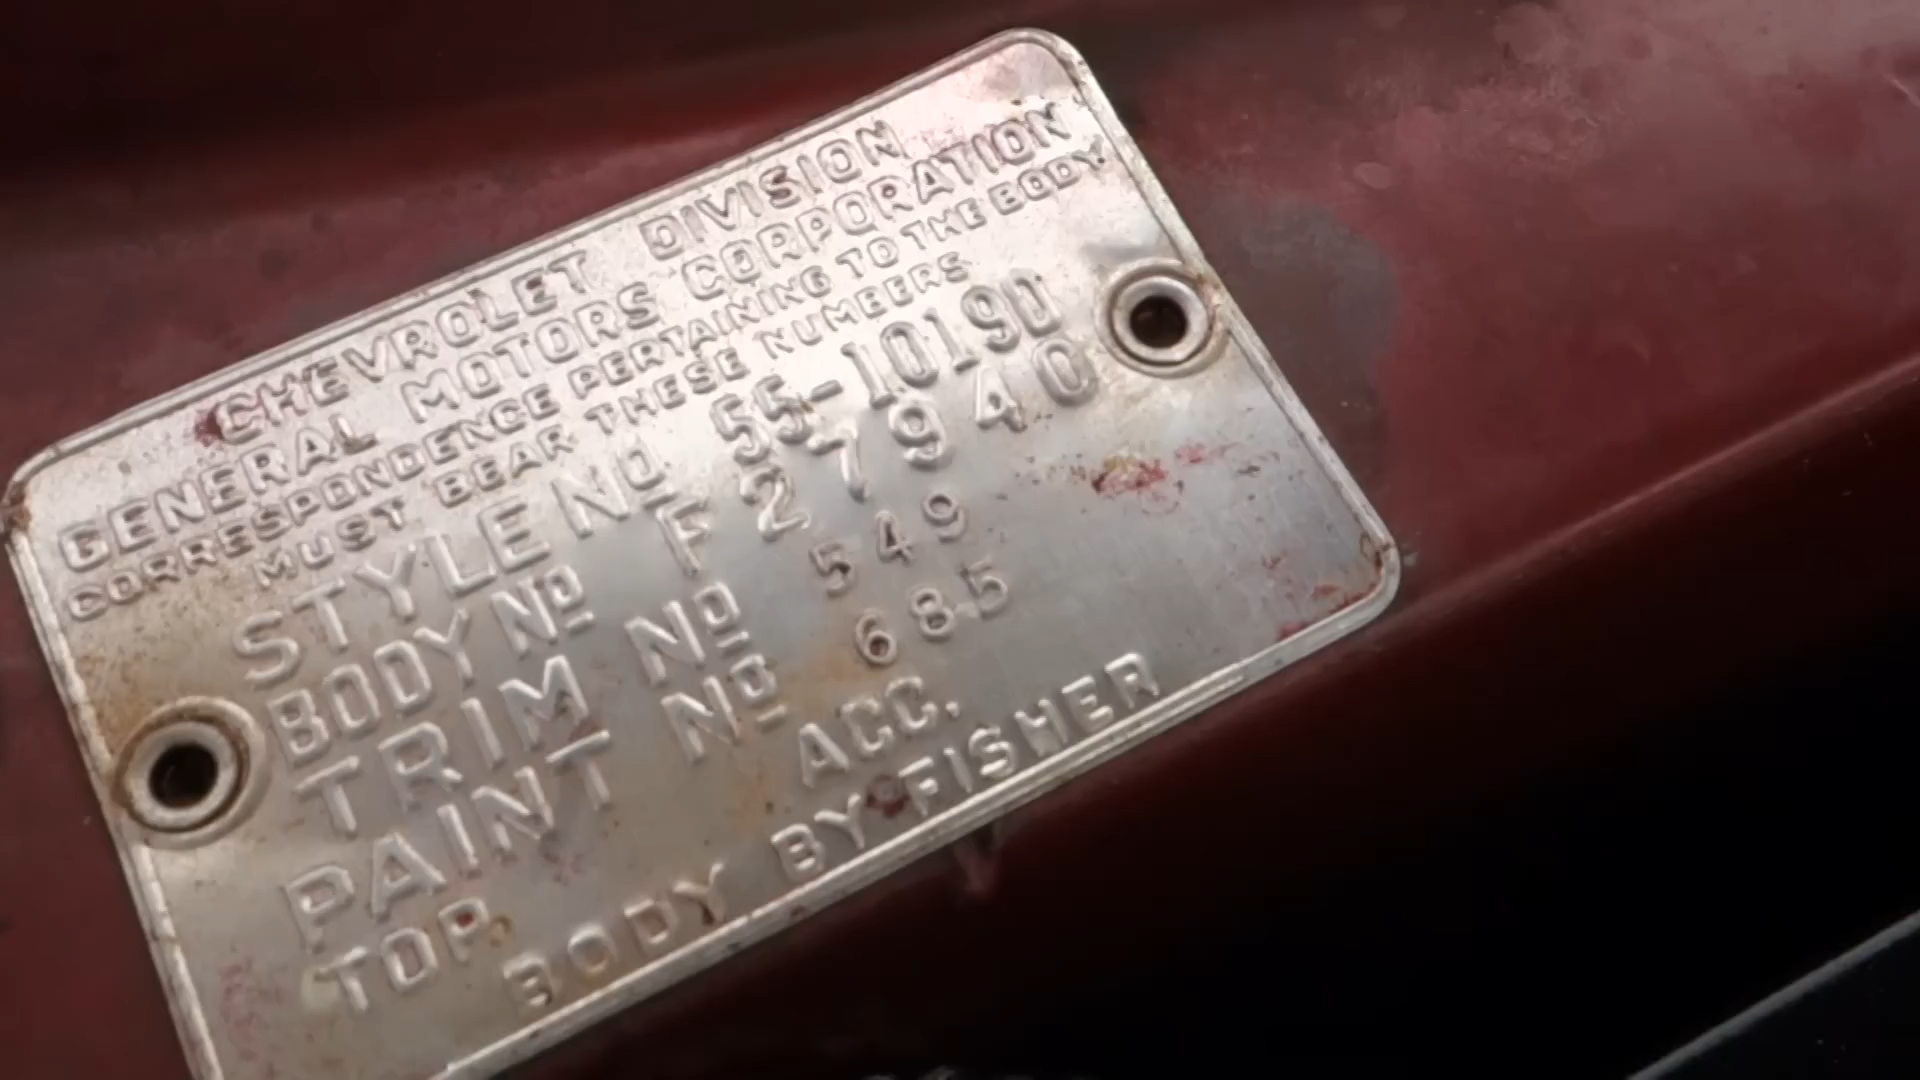 CHEVROLET DIVISION
GENERAL MOTORS CORPORATION
CORRESPONDENCE PERTAINING TO THE BODY
MUST BEAR THESE NUMBERS
STYLE No. 55-1019D
BODY No F 27940
TRIM No 549
PAINT No 685
TOP. ACC.
BODY BY FISHER